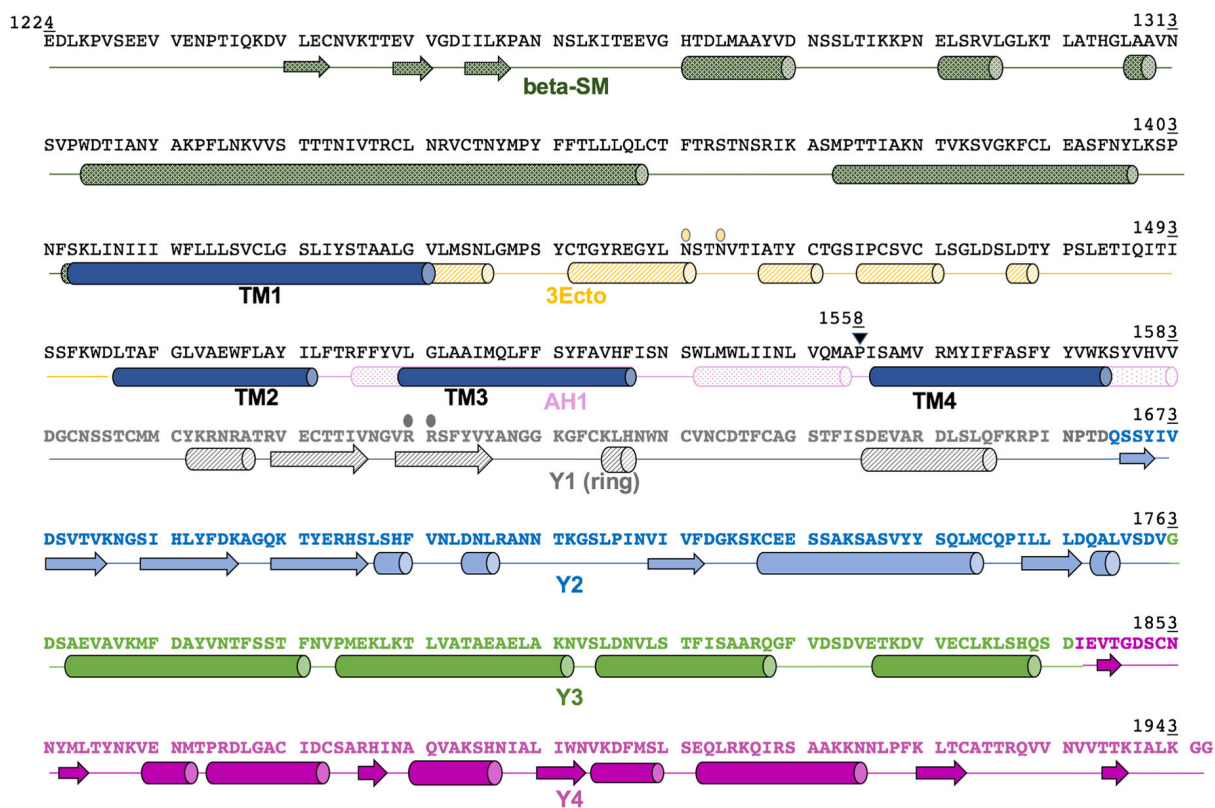 1224 1313
EDLKPVSEEV VENPTIQKDV LECNVKTTEV VGDIILKPAN NSLKITEEVG HTDLMAAYVD NSSLTIKKPN ELSRVLGLKT LATHGLAAVN
beta-SM
1403
SVPWDTIANY AKPFLNKVVS TTTNIVTRCL NRVCTNYMPY FFTLLLQLCT FTRSTNSRIK ASMPTTIAKN TVKSVGKFCL EASFNYLKSP
1493
NFSKLINIII WFLLLSVCLG SLIYSTAALG VLMSNLGMPS YCTGYREGYL NSTNVTIATY CTGSIPCSVC LSGLDSLDTY PSLETIQITI
TM1 3Ecto
1558 1583
SSFKWDLTAF GLVAEWFLAY ILFTRFFYVL GLAAIMQLFF SYFAVHFISN SWLMWLIINL VQMAPISAMV RMYIFFASFY YVWKSYVHVV
TM2 TM3 AH1 TM4
DGCNSSTCMM CYKRNRATRV ECTTIVNGVR RSFYVYANGG KGFCKLHNWN CVNCDTFCAG STFISDEVAR DLSLQFKRPI NPTDQSSYIV
1673
Y1 (ring)
1763
DSVTVKNGSI HLYFDKAGQK TYERHSLSHF VNLDNLRANN TKGSLPINVI VFDGKSKCEE SSAKSASVYY SQLMCQPILL LDQALVSDVG
Y2
DSAEVAVKMF DAYVNTFSST FNVPMEKLKT LVATAEAELA KNVSLDNVLS TFISAARQGF VDSDVETKDV VECLKLSHQS DIEVTGDSCN
1853
Y3
1943
NYMLTYNKVE NMTPRDLGAC IDCSARHINA QVAKSHNIAL IWNVKDFMSL SEQLRKQIRS AAKKNNLPFK LTCATTRQVV NVVTTKIALK GG
Y4